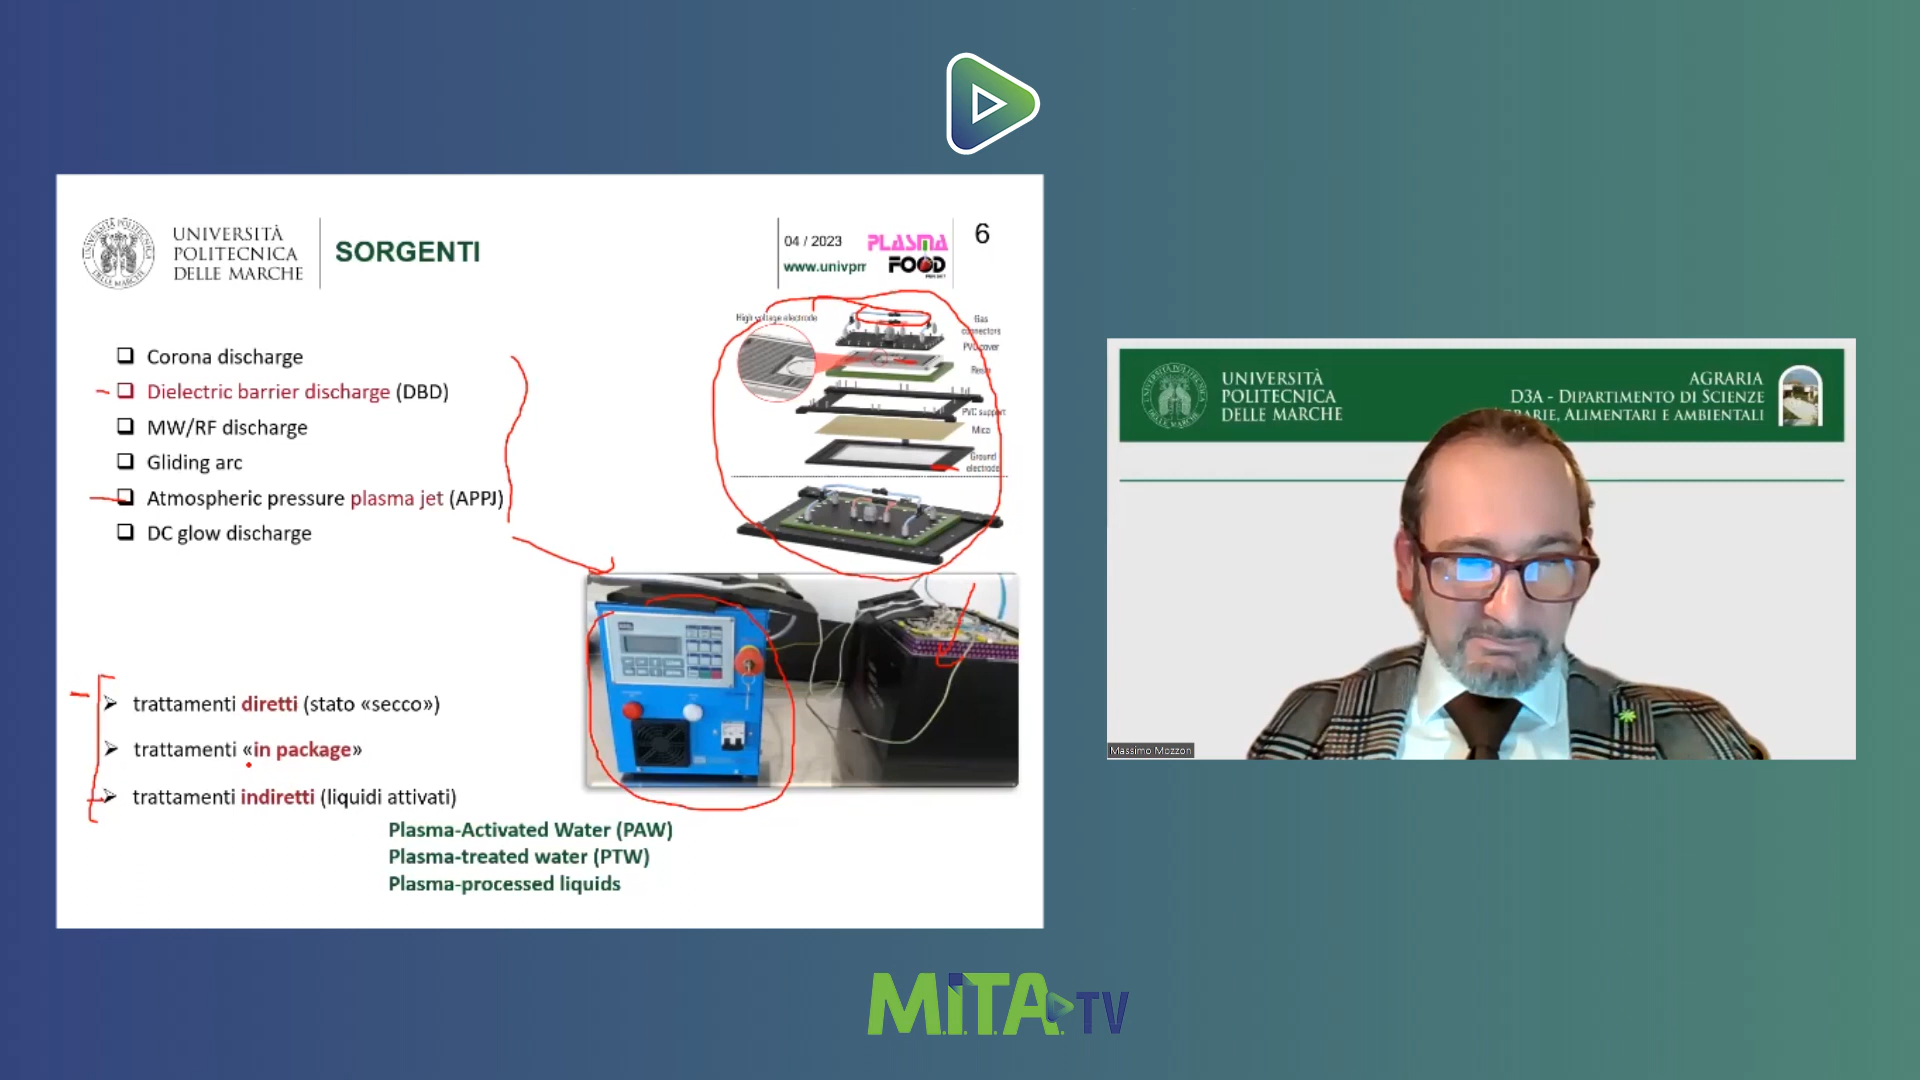 UNIVERSITÀ
POLITECNICA
DELLE MARCHE
SORGENTI
04 / 2023
www.univprr
PLASMA
FOOD
6
Corona discharge
Dielectric barrier discharge (DBD)
MW/RF discharge
Gliding arc
Atmospheric pressure plasma jet (APPJ)
DC glow discharge
High voltage electrode
Gas
connectors
PVC cover
PVC support
Mica
Ground
electrode
trattamenti diretti (stato «secco»)
trattamenti «in package»
trattamenti indiretti (liquidi attivati)
Plasma-Activated Water (PAW)
Plasma-treated water (PTW)
Plasma-processed liquids
UNIVERSITÀ
POLITECNICA
DELLE MARCHE
AGRARIA
D3A - DIPARTIMENTO DI SCIENZE
ALIMENTARI E AMBIENTALI
Massimo Mozzon
M.I.T.A. TV